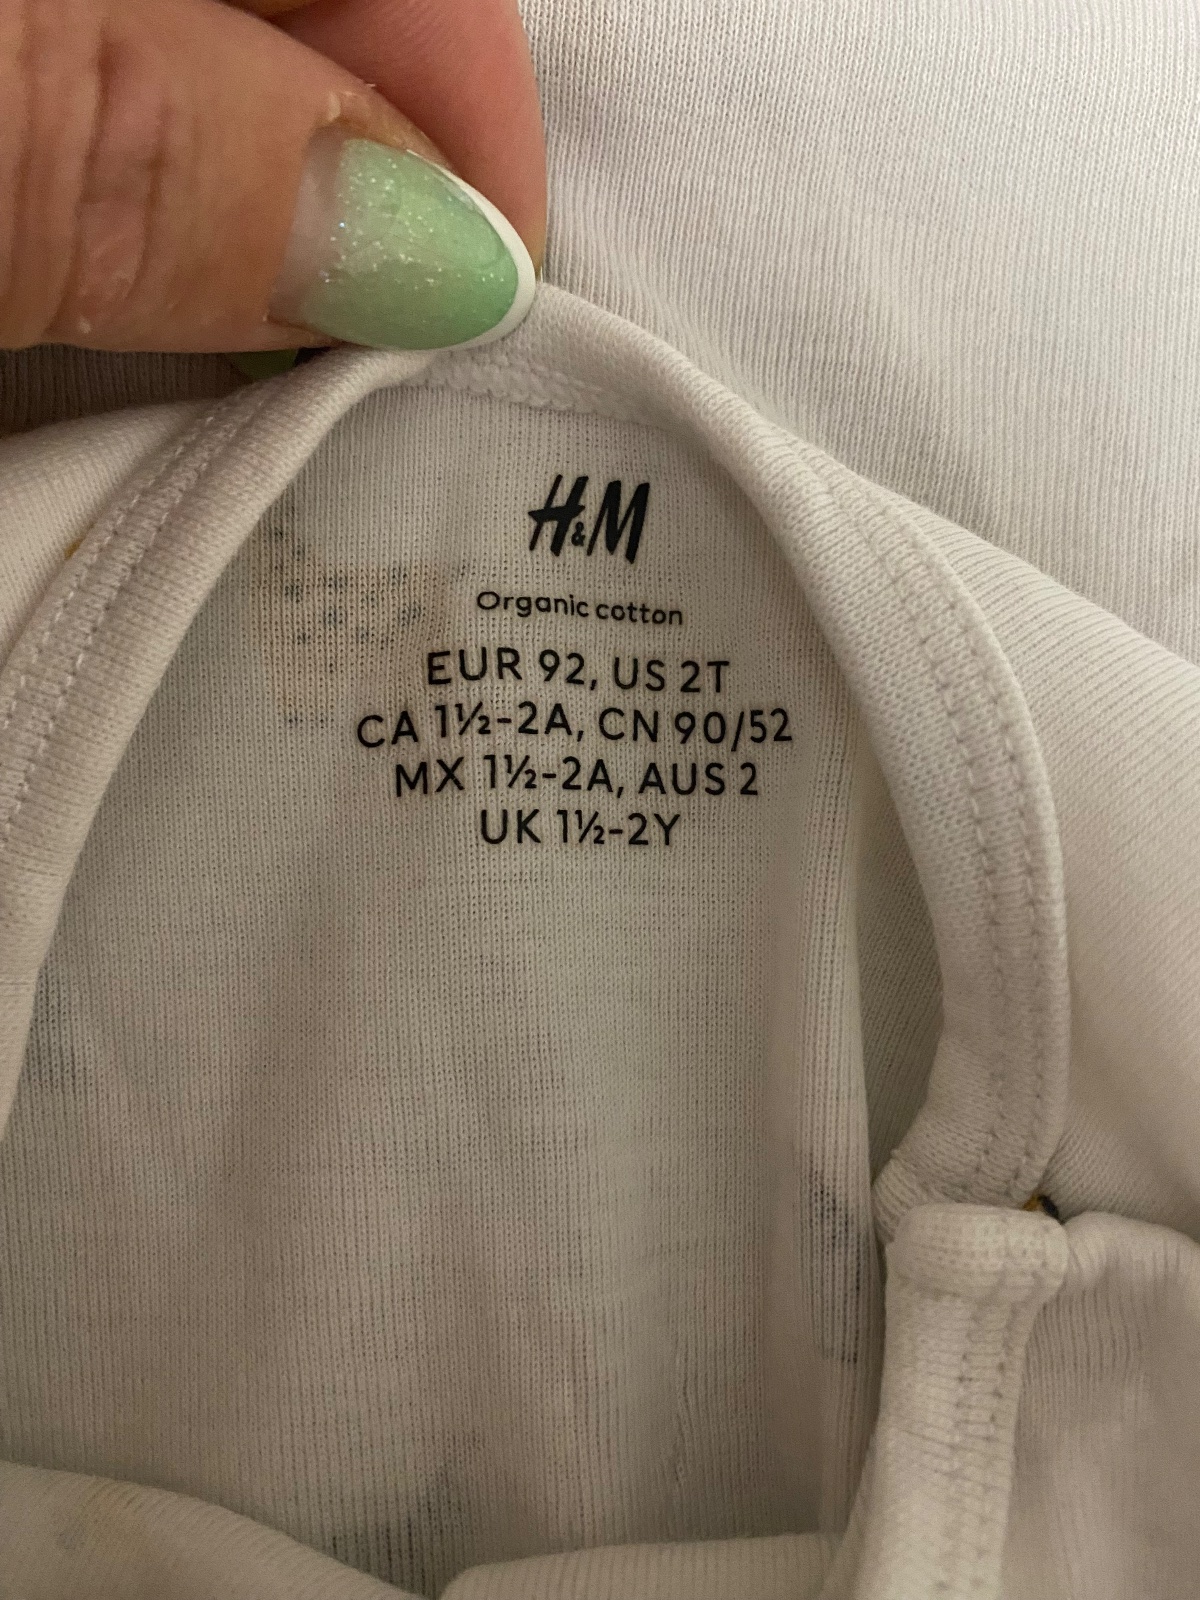 H&M
Organic cotton
EUR 92, US 2T
CA 1½-2A, CN 90/52
MX 1½-2A, AUS 2
UK 1½-2Y